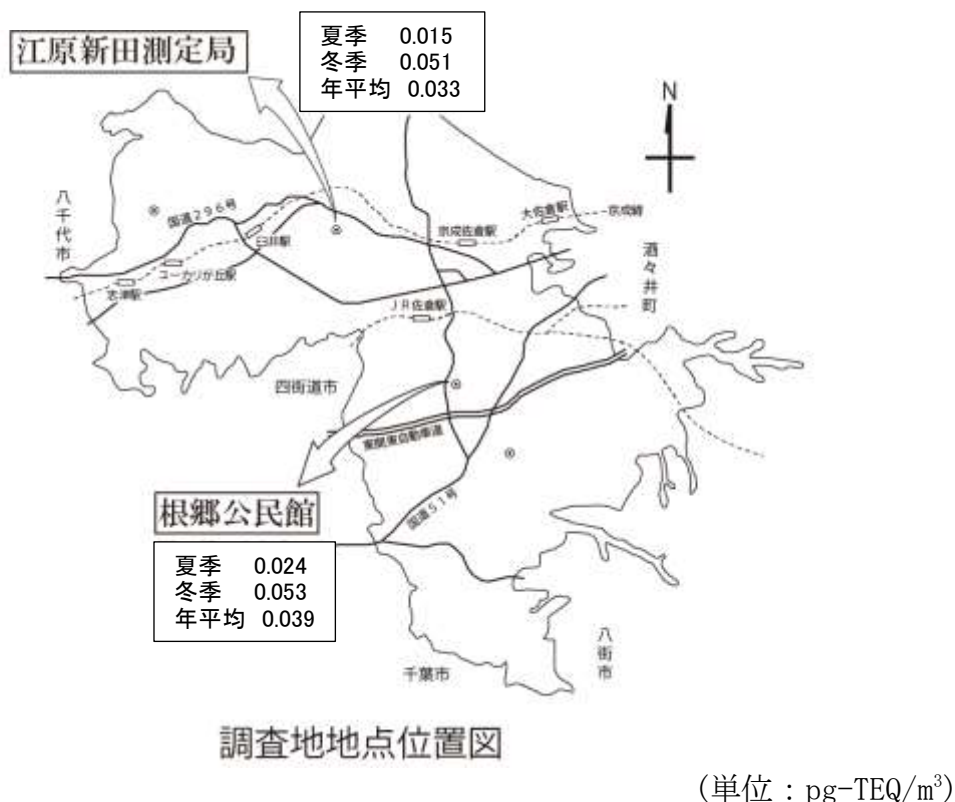 江原新田測定局
夏季 0.015
冬季 0.051
年平均 0.033
N
八千代市
国道296号
臼井駅
ユーカリが丘駅
志津駅
京成佐倉駅
大佐倉駅
京成線
酒々井町
JR佐倉駅
四街道市
東関東自動車道
国道51号
根郷公民館
夏季 0.024
冬季 0.053
年平均 0.039
千葉市
八街市
調査地地点位置図
(単位：pg-TEQ/m³)